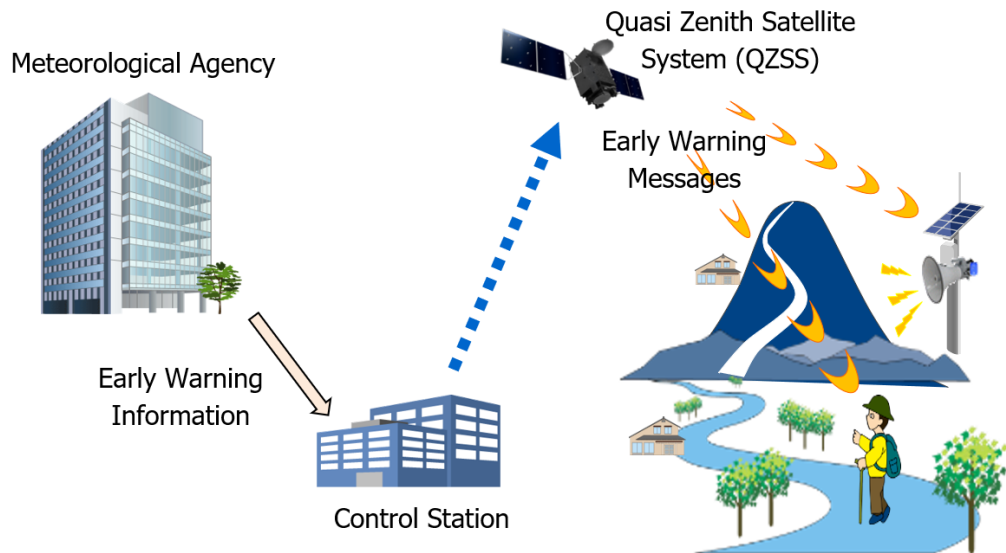 Meteorological Agency
Quasi Zenith Satellite
System (QZSS)
Early Warning
Messages
Early Warning
Information
Control Station